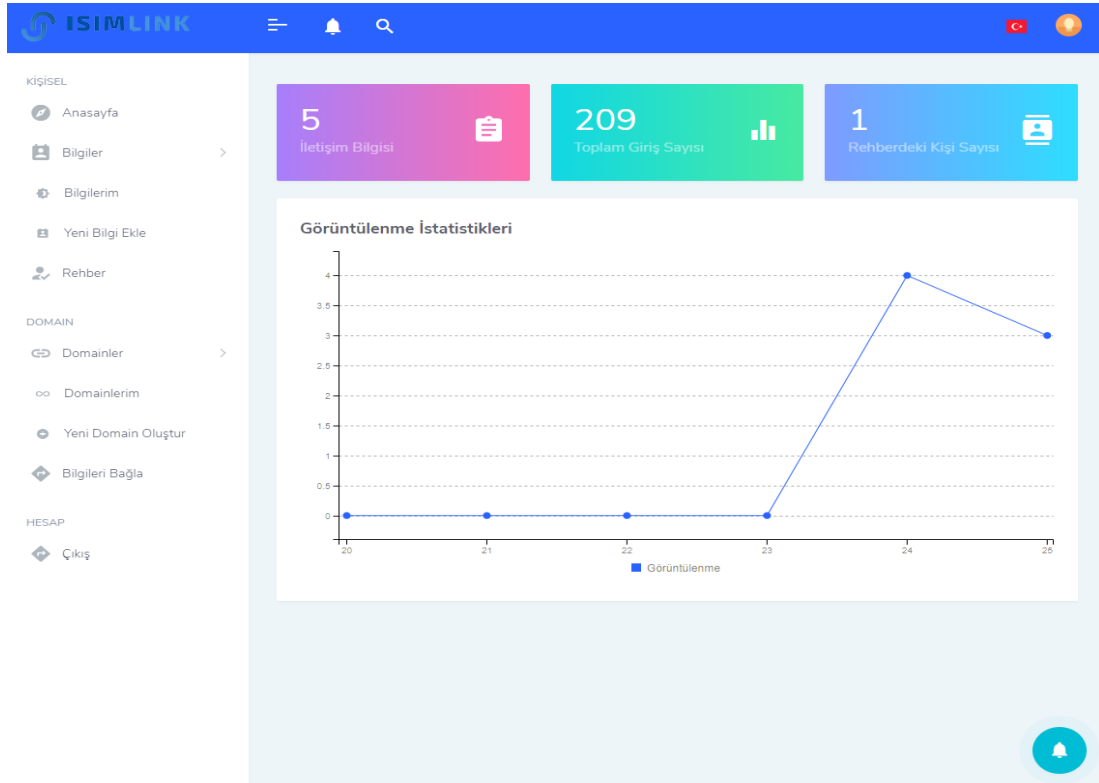 ISIMLINK
KİŞİSEL
Anasayfa
Bilgiler
Bilgilerim
Yeni Bilgi Ekle
Rehber
DOMAIN
Domainler
Domainlerim
Yeni Domain Oluştur
Bilgileri Bağla
HESAP
Çıkış
5
İletişim Bilgisi
209
Toplam Giriş Sayısı
1
Rehberdeki Kişi Sayısı
Görüntülenme İstatistikleri
4
3.5
3
2.5
2
1.5
1
0.5
0
20 21 22 23 24 25
Görüntülenme